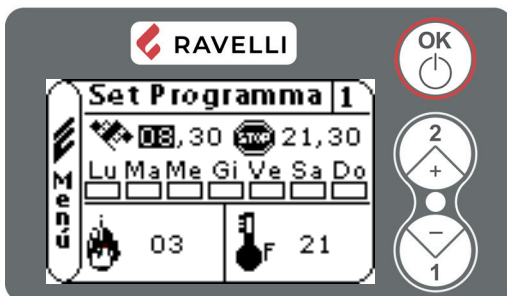 RAVELLI
OK
Set Programma 1
08,30 STOP 21,30
Lu Ma Me Gi Ve Sa Do
Menú
03
F 21
2
+
−
1